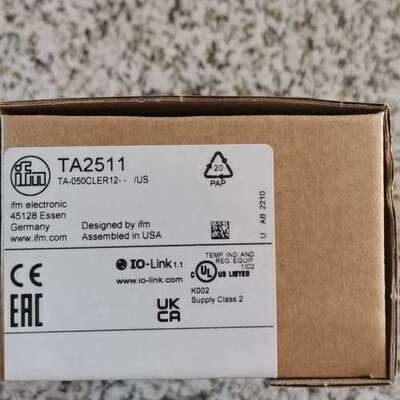 ifm
TA2511
TA-050CLER12- - /US
20
PAP
ifm electronic
45128 Essen
Germany
www.ifm.com
Designed by ifm
Assembled in USA
U AB 2210
CE
IO-Link 1.1
www.io-link.com
TEMP. IND. AND
REG. EQUIP.
1ID2
c UL US LISTED
K002
Supply Class 2
EAC
UK
CA